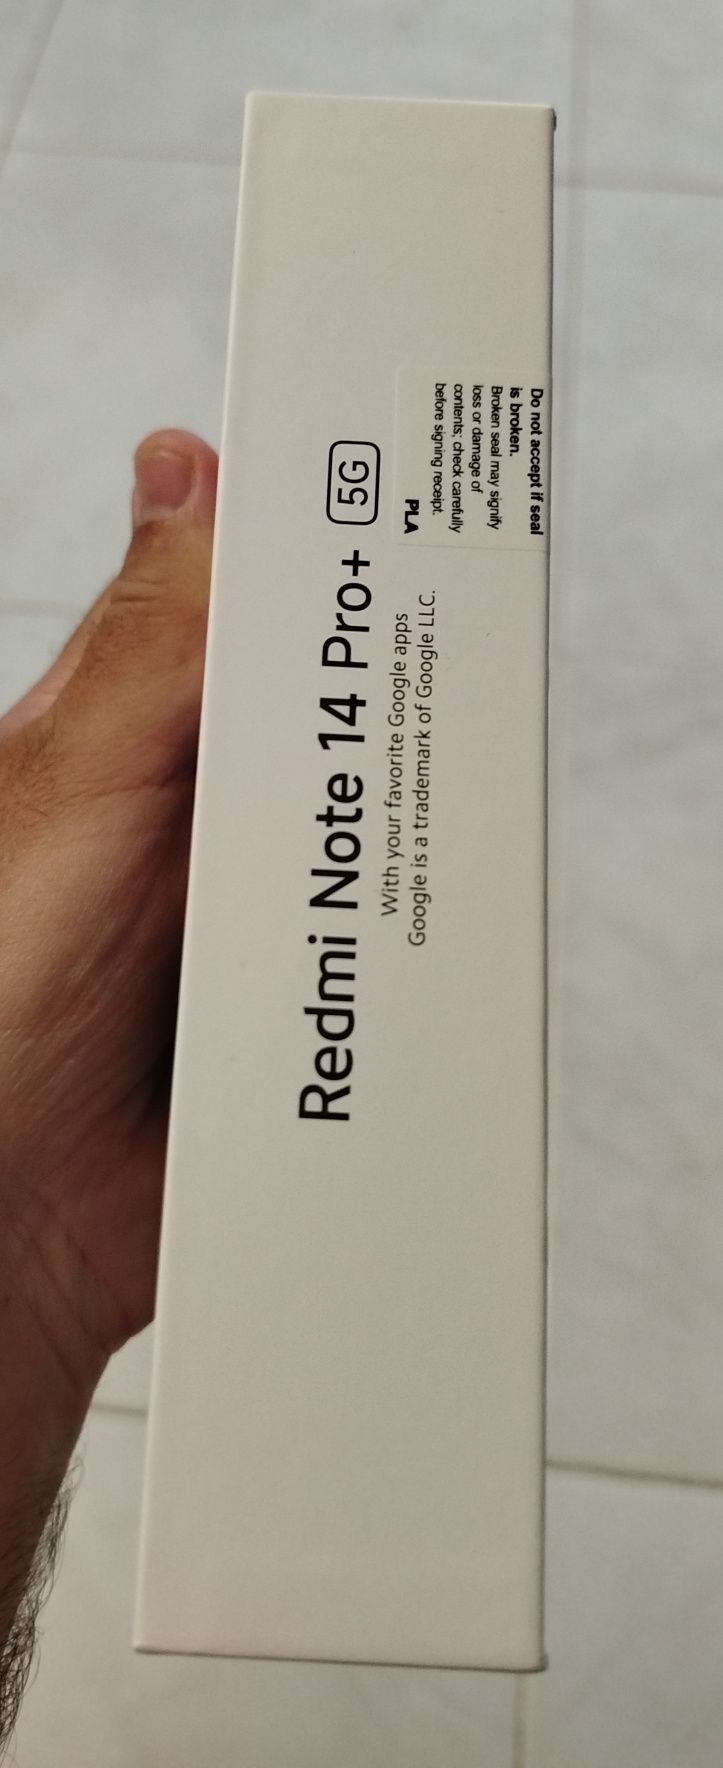 Redmi Note 14 Pro+ 5G
With your favorite Google apps
Google is a trademark of Google LLC.
Do not accept if seal
is broken.
Broken seal may signify
loss or damage of
contents; check carefully
before signing receipt.
PLA